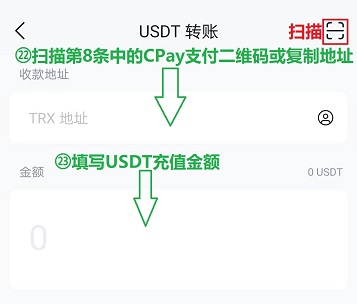 USDT 转账
扫描
㉒扫描第8条中的CPay支付二维码或复制地址
收款地址
TRX 地址
㉓填写USDT充值金额
金额
0 USDT
0